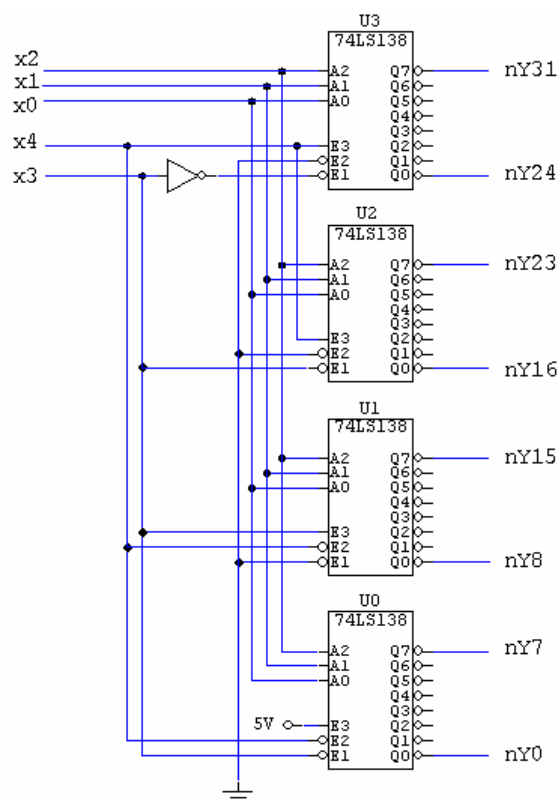 U3
74LS138
x2
x1
x0
x4
x3
A2 Q7
A1 Q6
A0 Q5
Q4
Q3
E3 Q2
E2 Q1
E1 Q0
nY31
nY24
U2
74LS138
A2 Q7
A1 Q6
A0 Q5
Q4
Q3
E3 Q2
E2 Q1
E1 Q0
nY23
nY16
U1
74LS138
A2 Q7
A1 Q6
A0 Q5
Q4
Q3
E3 Q2
E2 Q1
E1 Q0
nY15
nY8
U0
74LS138
A2 Q7
A1 Q6
A0 Q5
Q4
Q3
5V E3 Q2
E2 Q1
E1 Q0
nY7
nY0